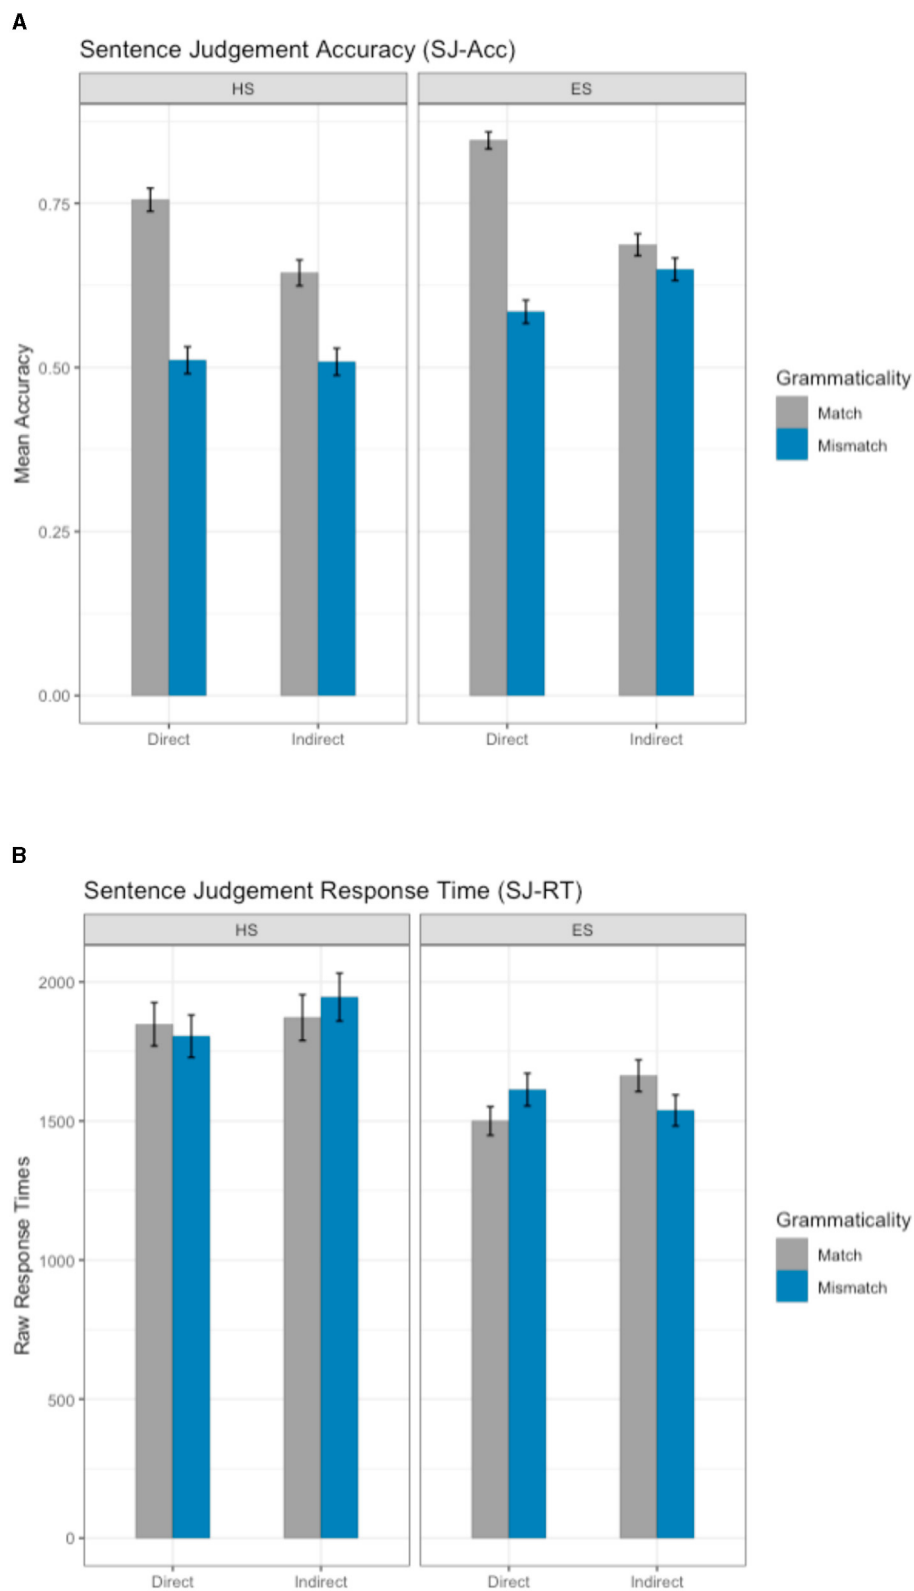 A
Sentence Judgement Accuracy (SJ-Acc)
HS ES
0.75
0.50
0.25
0.00
Mean Accuracy
Direct Indirect Direct Indirect
Grammaticality
Match
Mismatch
B
Sentence Judgement Response Time (SJ-RT)
HS ES
2000
1500
1000
500
0
Raw Response Times
Direct Indirect Direct Indirect
Grammaticality
Match
Mismatch